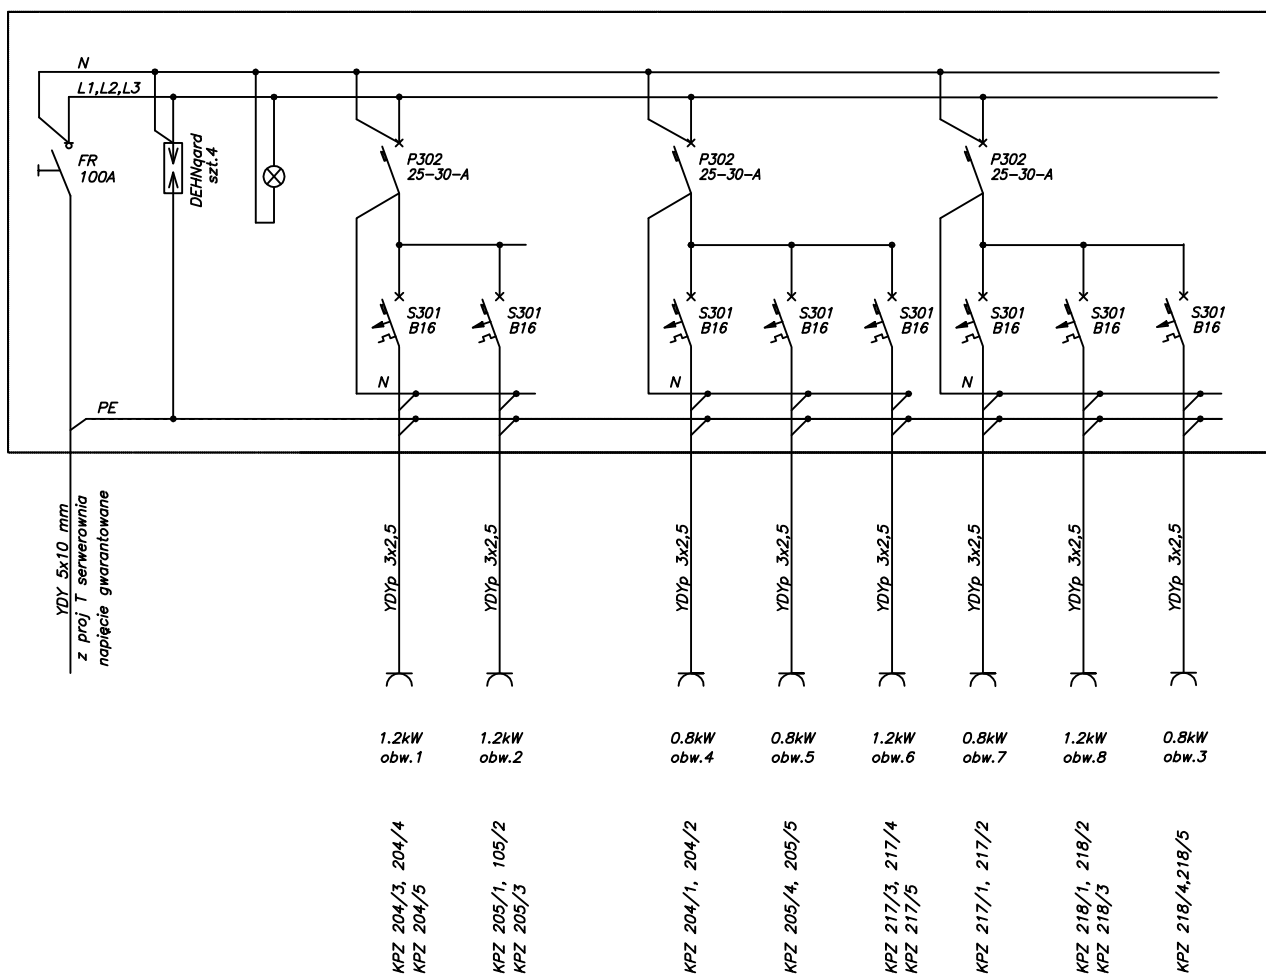 N
L1,L2,L3
FR
100A
DEHNgard
szt.4
P302
25-30-A
P302
25-30-A
P302
25-30-A
S301
B16
S301
B16
S301
B16
S301
B16
S301
B16
S301
B16
S301
B16
S301
B16
N
N
N
PE
YDY 5x10 mm
z proj T serwerownia
napięcie gwarantowane
YDYp 3x2,5
YDYp 3x2,5
YDYp 3x2,5
YDYp 3x2,5
YDYp 3x2,5
YDYp 3x2,5
YDYp 3x2,5
YDYp 3x2,5
1.2kW
obw.1
1.2kW
obw.2
0.8kW
obw.4
0.8kW
obw.5
1.2kW
obw.6
0.8kW
obw.7
1.2kW
obw.8
0.8kW
obw.3
KPZ 204/3, 204/4
KPZ 204/5
KPZ 205/1, 105/2
KPZ 205/3
KPZ 204/1, 204/2
KPZ 205/4, 205/5
KPZ 217/3, 217/4
KPZ 217/5
KPZ 217/1, 217/2
KPZ 218/1, 218/2
KPZ 218/3
KPZ 218/4,218/5